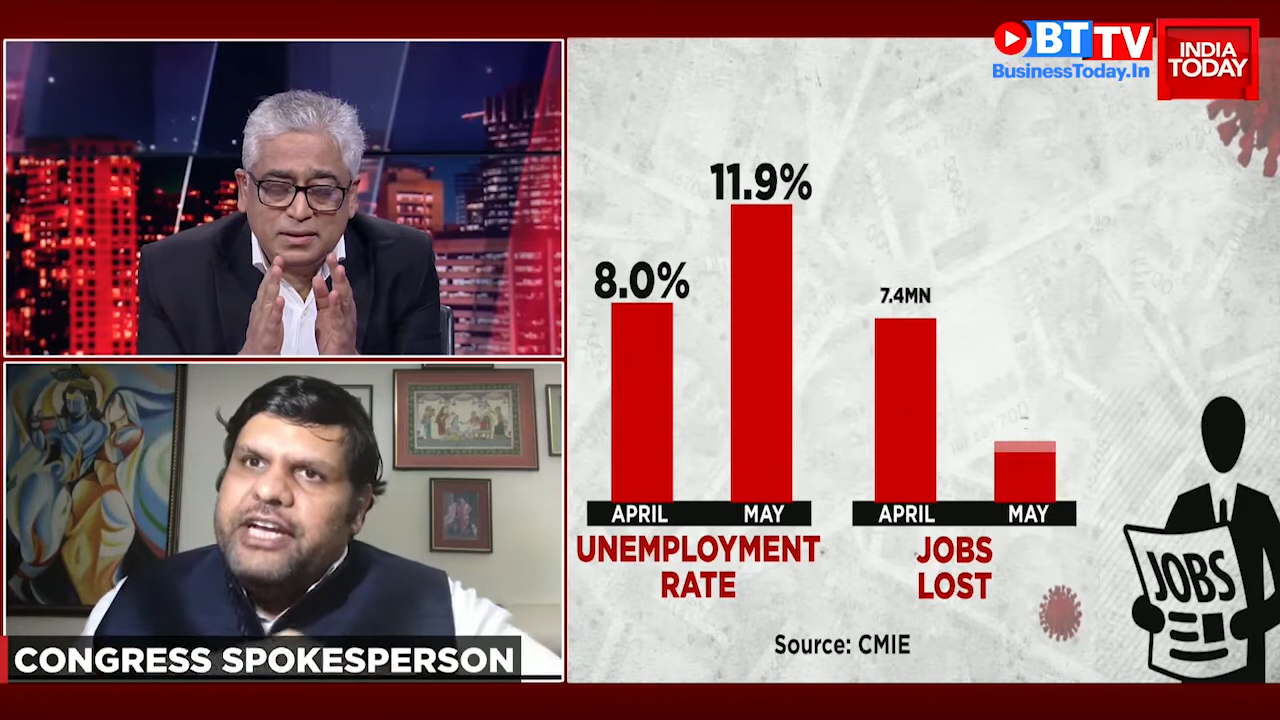 BTTV
BusinessToday.In
INDIA
TODAY
11.9%
8.0%
7.4MN
APRIL
MAY
APRIL
MAY
UNEMPLOYMENT
RATE
JOBS
LOST
JOBS
Source: CMIE
CONGRESS SPOKESPERSON